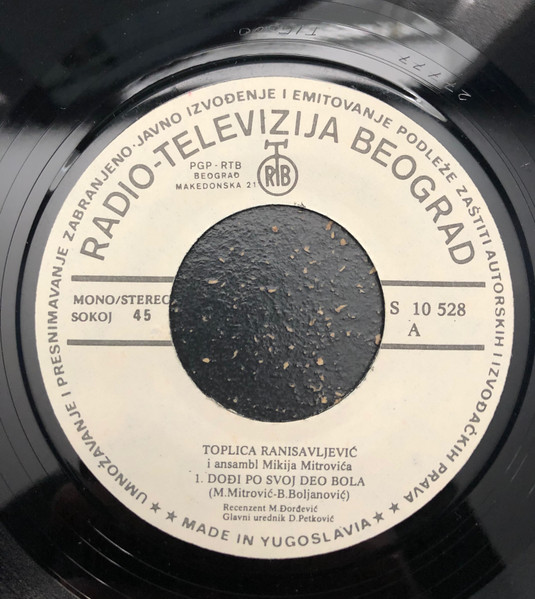 UMNOŽAVANJE I PRESNIMAVANJE ZABRANJENO·JAVNO IZVOĐENJE I EMITOVANJE PODLEŽE ZAŠTITI AUTORSKIH I IZVOĐAČKIH PRAVA
RADIO-TELEVIZIJA BEOGRAD
PGP·RTB
BEOGRAD
MAKEDONSKA 21
RTB
MONO/STEREO
SOKOJ 45
S 10 528
A
TOPLICA RANISAVLJEVIĆ
i ansambl Mikija Mitrovića
1. DOĐI PO SVOJ DEO BOLA
(M.Mitrović-B.Boljanović)
Recenzent M.Đorđević
Glavni urednik D.Petković
★★ MADE IN YUGOSLAVIA ★★